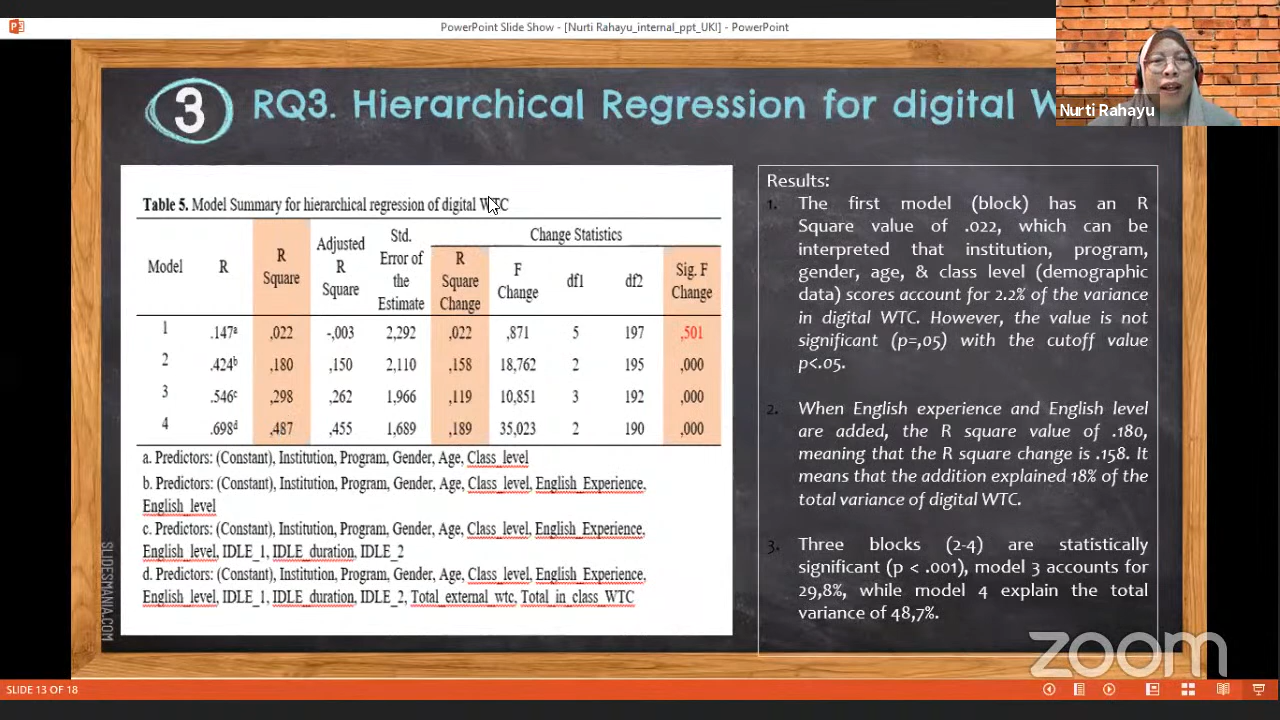 PowerPoint Slide Show - [Nurti Rahayu_internal_ppt_UKI] - PowerPoint
Nurti Rahayu
3
RQ3. Hierarchical Regression for digital W
Table 5. Model Summary for hierarchical regression of digital WTC
Model R R Square Adjusted R Square Std. Error of the Estimate Change Statistics
R Square Change F Change df1 df2 Sig. F Change
1 .147a ,022 -,003 2,292 ,022 ,871 5 197 ,501
2 .424b ,180 ,150 2,110 ,158 18,762 2 195 ,000
3 .546c ,298 ,262 1,966 ,119 10,851 3 192 ,000
4 .698d ,487 ,455 1,689 ,189 35,023 2 190 ,000
a. Predictors: (Constant), Institution, Program, Gender, Age, Class_level
b. Predictors: (Constant), Institution, Program, Gender, Age, Class_level, English_Experience,
English_level
c. Predictors: (Constant), Institution, Program, Gender, Age, Class_level, English_Experience,
English_level, IDLE_1, IDLE_duration, IDLE_2
d. Predictors: (Constant), Institution, Program, Gender, Age, Class_level, English_Experience,
English_level, IDLE_1, IDLE_duration, IDLE_2, Total_external_wtc, Total_in_class_WTC
Results:
1. The first model (block) has an R
Square value of .022, which can be
interpreted that institution, program,
gender, age, & class level (demographic
data) scores account for 2.2% of the variance
in digital WTC. However, the value is not
significant (p=,05) with the cutoff value
p<.05.
2. When English experience and English level
are added, the R square value of .180,
meaning that the R square change is .158. It
means that the addition explained 18% of the
total variance of digital WTC.
3. Three blocks (2-4) are statistically
significant (p < .001), model 3 accounts for
29,8%, while model 4 explain the total
variance of 48,7%.
SLIDESMANIA.COM
zoom
SLIDE 13 OF 18